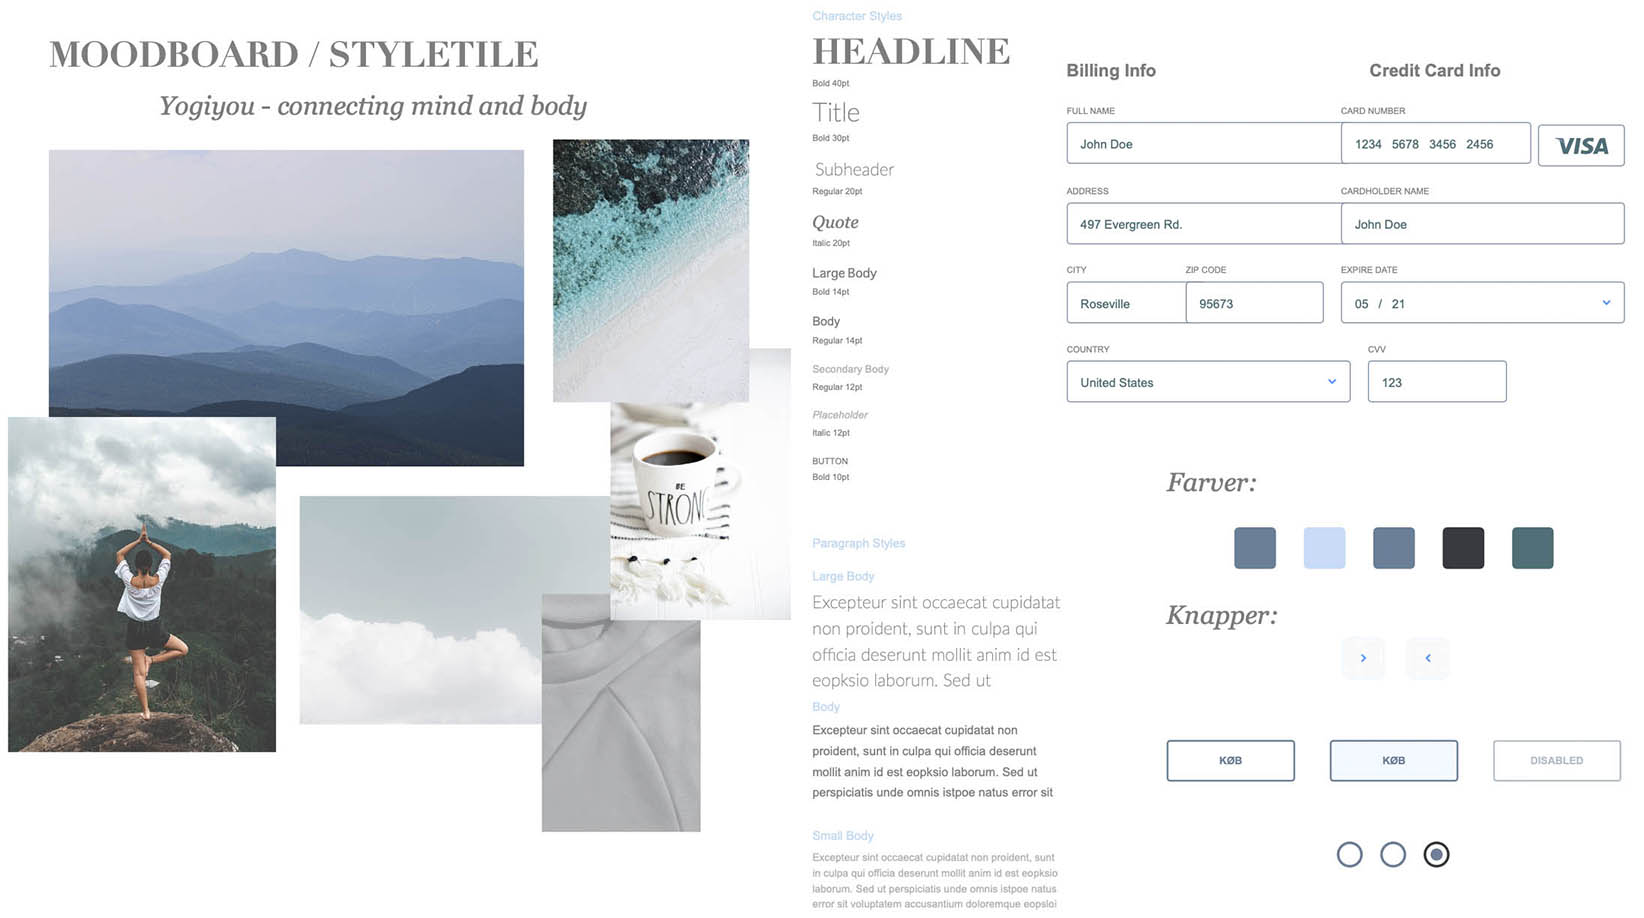 MOODBOARD / STYLETILE
Yogiyou - connecting mind and body
BE
STRONG
Character Styles
HEADLINE
Bold 40pt
Title
Bold 30pt
Subheader
Regular 20pt
Quote
Italic 20pt
Large Body
Bold 14pt
Body
Regular 14pt
Secondary Body
Regular 12pt
Placeholder
Italic 12pt
BUTTON
Bold 10pt
Paragraph Styles
Large Body
Excepteur sint occaecat cupidatat
non proident, sunt in culpa qui
officia deserunt mollit anim id est
eopksio laborum. Sed ut
Body
Excepteur sint occaecat cupidatat non
proident, sunt in culpa qui officia deserunt
mollit anim id est eopksio laborum. Sed ut
perspiciatis unde omnis istpoe natus error sit
Small Body
Excepteur sint occaecat cupidatat non proident, sunt
in culpa qui officia deserunt mollit anim id est eopksio
laborum. Sed ut perspiciatis unde omnis istpoe natus
error sit voluptatem accusantium doloremque eopsloi
Billing Info
FULL NAME
John Doe
ADDRESS
497 Evergreen Rd.
CITY
Roseville
ZIP CODE
95673
COUNTRY
United States
Credit Card Info
CARD NUMBER
1234 5678 3456 2456
VISA
CARDHOLDER NAME
John Doe
EXPIRE DATE
05 / 21
CVV
123
Farver:
Knapper:
KØB
KØB
DISABLED